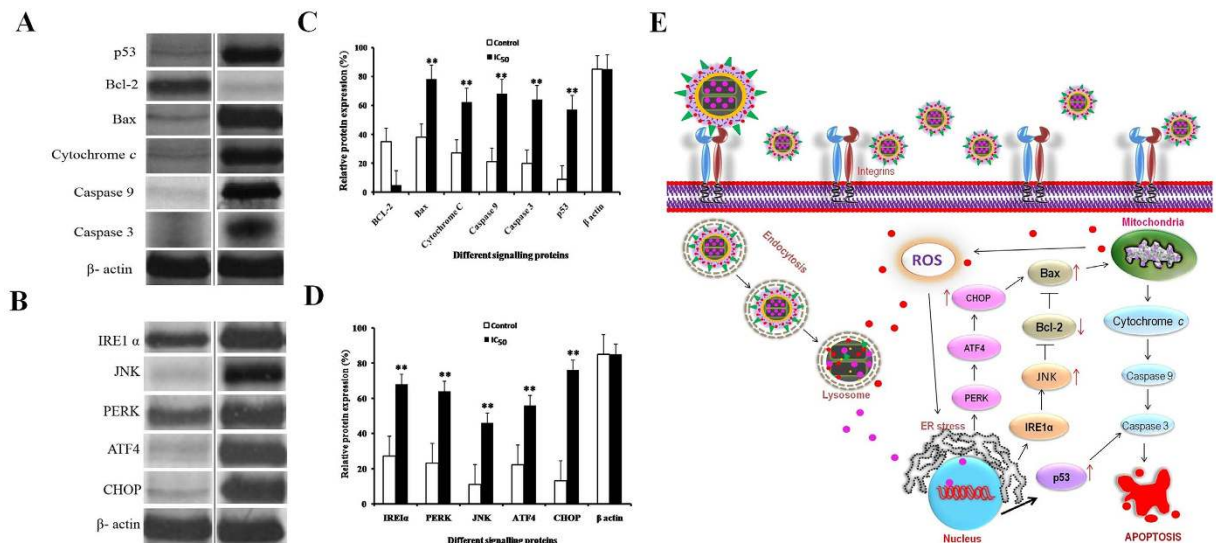 A
p53
Bcl-2
Bax
Cytochrome c
Caspase 9
Caspase 3
β- actin
B
IRE1 α
JNK
PERK
ATF4
CHOP
β- actin
C
Control
IC50
Relative protein expression (%)
100
80
60
40
20
0
**
**
**
**
**
BCL-2
Bax
Cytochrome C
Caspase 9
Caspase 3
p53
β actin
Different signalling proteins
D
Control
IC50
Relative protein expression (%)
100
80
60
40
20
0
**
**
**
**
**
IREIα
PERK
JNK
ATF4
CHOP
β actin
Different signalling proteins
E
Integrins
Endocytosis
Lysosome
ROS
Mitochondria
Bax
CHOP
Bcl-2
Cytochrome c
ATF4
JNK
Caspase 9
PERK
ER stress
IRE1α
Caspase 3
p53
Nucleus
APOPTOSIS